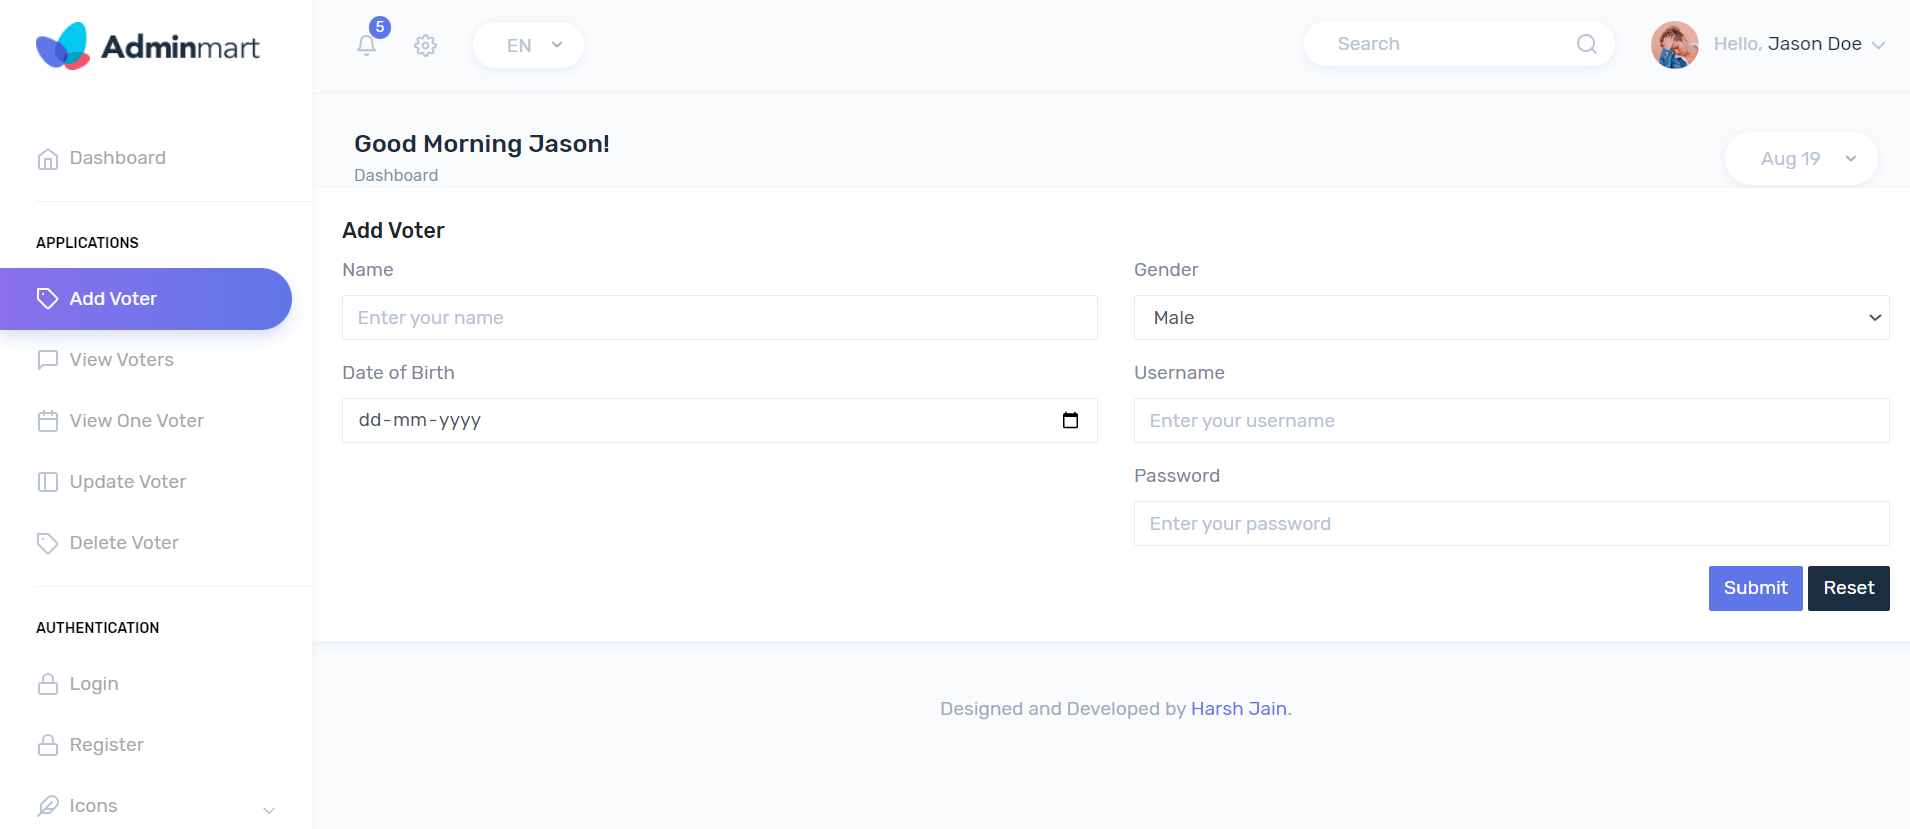 Adminmart
5
EN
Search
Hello, Jason Doe
Dashboard
APPLICATIONS
Add Voter
View Voters
View One Voter
Update Voter
Delete Voter
AUTHENTICATION
Login
Register
Icons
Good Morning Jason!
Dashboard
Aug 19
Add Voter
Name
Enter your name
Gender
Male
Date of Birth
dd-mm-yyyy
Username
Enter your username
Password
Enter your password
Submit
Reset
Designed and Developed by Harsh Jain.